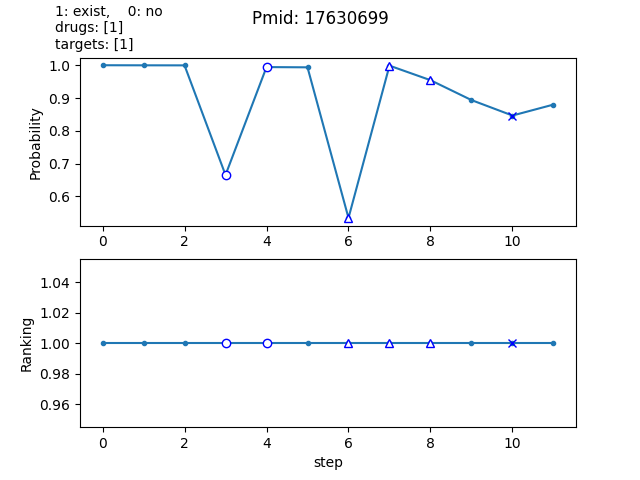 1: exist,    0: no
drugs: [1]
targets: [1]
Pmid: 17630699
1.0
0.9
0.8
0.7
0.6
Probability
0 2 4 6 8 10
1.04
1.02
1.00
0.98
0.96
Ranking
0 2 4 6 8 10
step